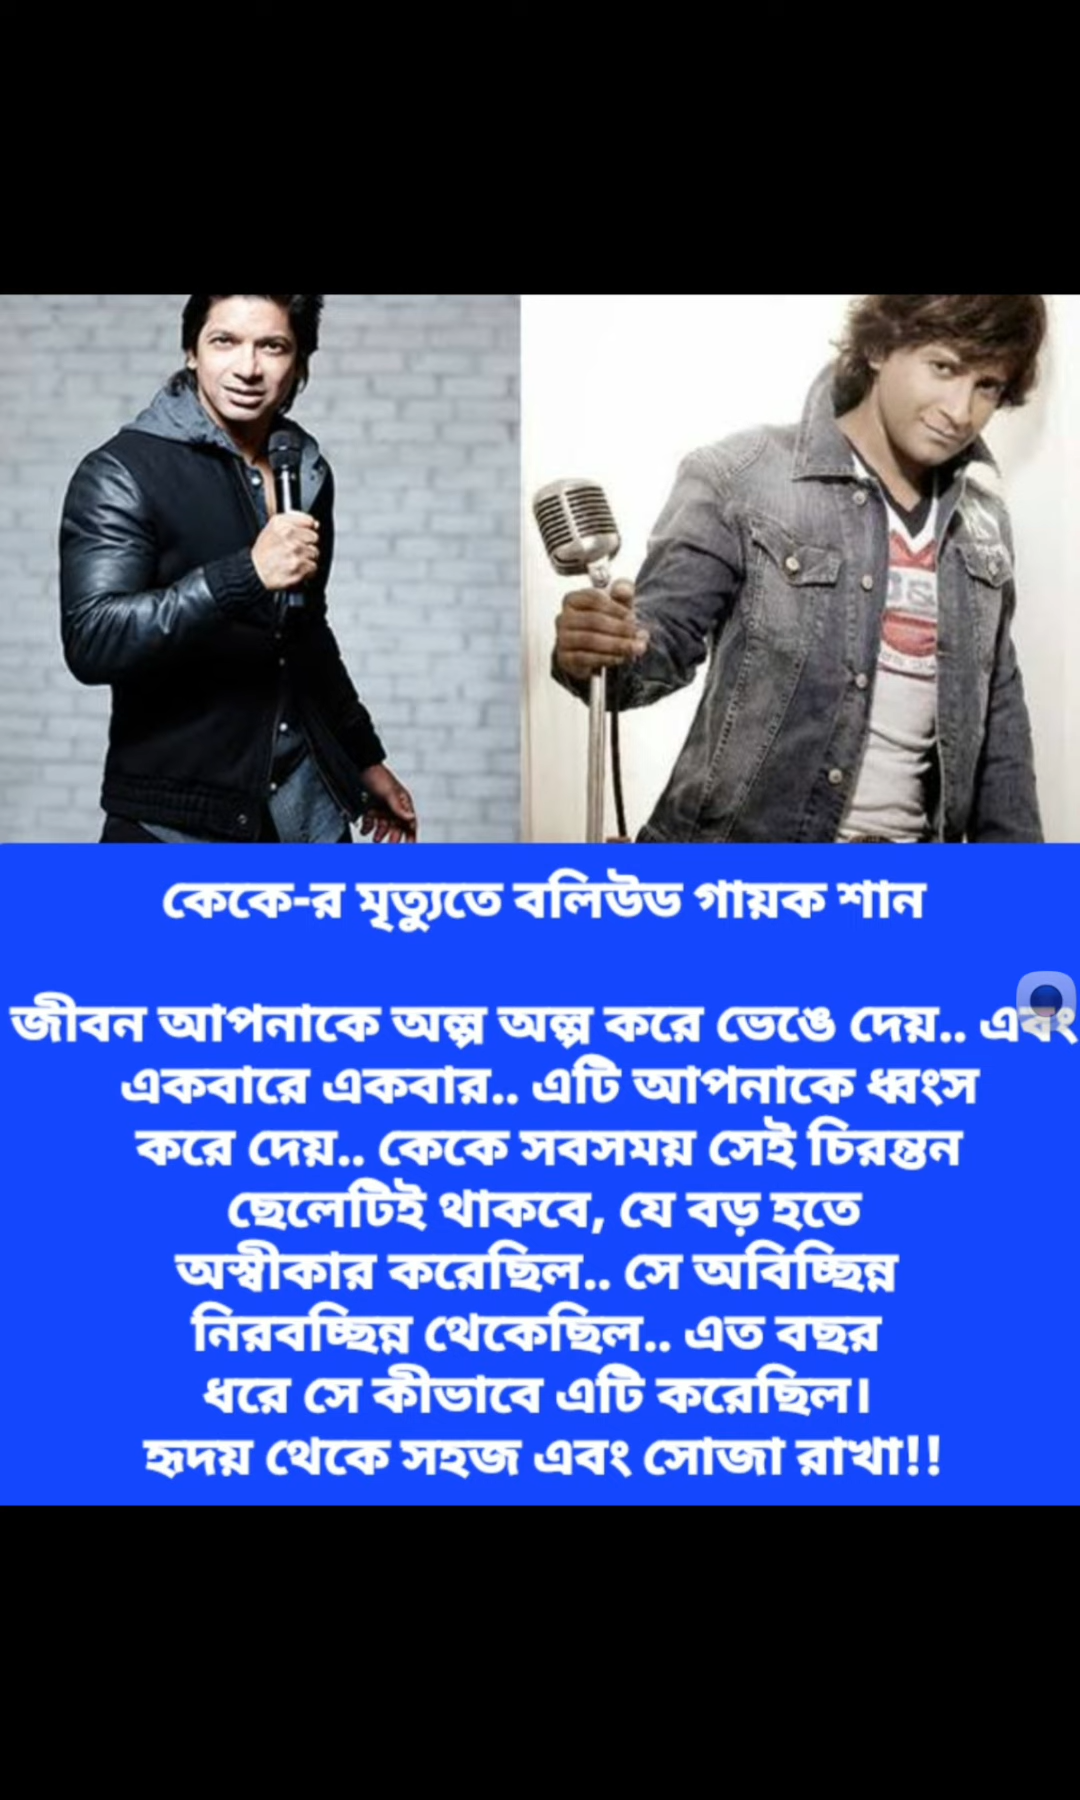 কেকে-র মৃত্যুতে বলিউড গায়ক শান
জীবন আপনাকে অল্প অল্প করে ভেঙে দেয়.. এবং
একবারে একবার.. এটি আপনাকে ধ্বংস
করে দেয়.. কেকে সবসময় সেই চিরন্তন
ছেলেটিই থাকবে, যে বড় হতে
অস্বীকার করেছিল.. সে অবিচ্ছিন্ন
নিরবচ্ছিন্ন থেকেছিল.. এত বছর
ধরে সে কীভাবে এটি করেছিল।
হৃদয় থেকে সহজ এবং সোজা রাখা!!